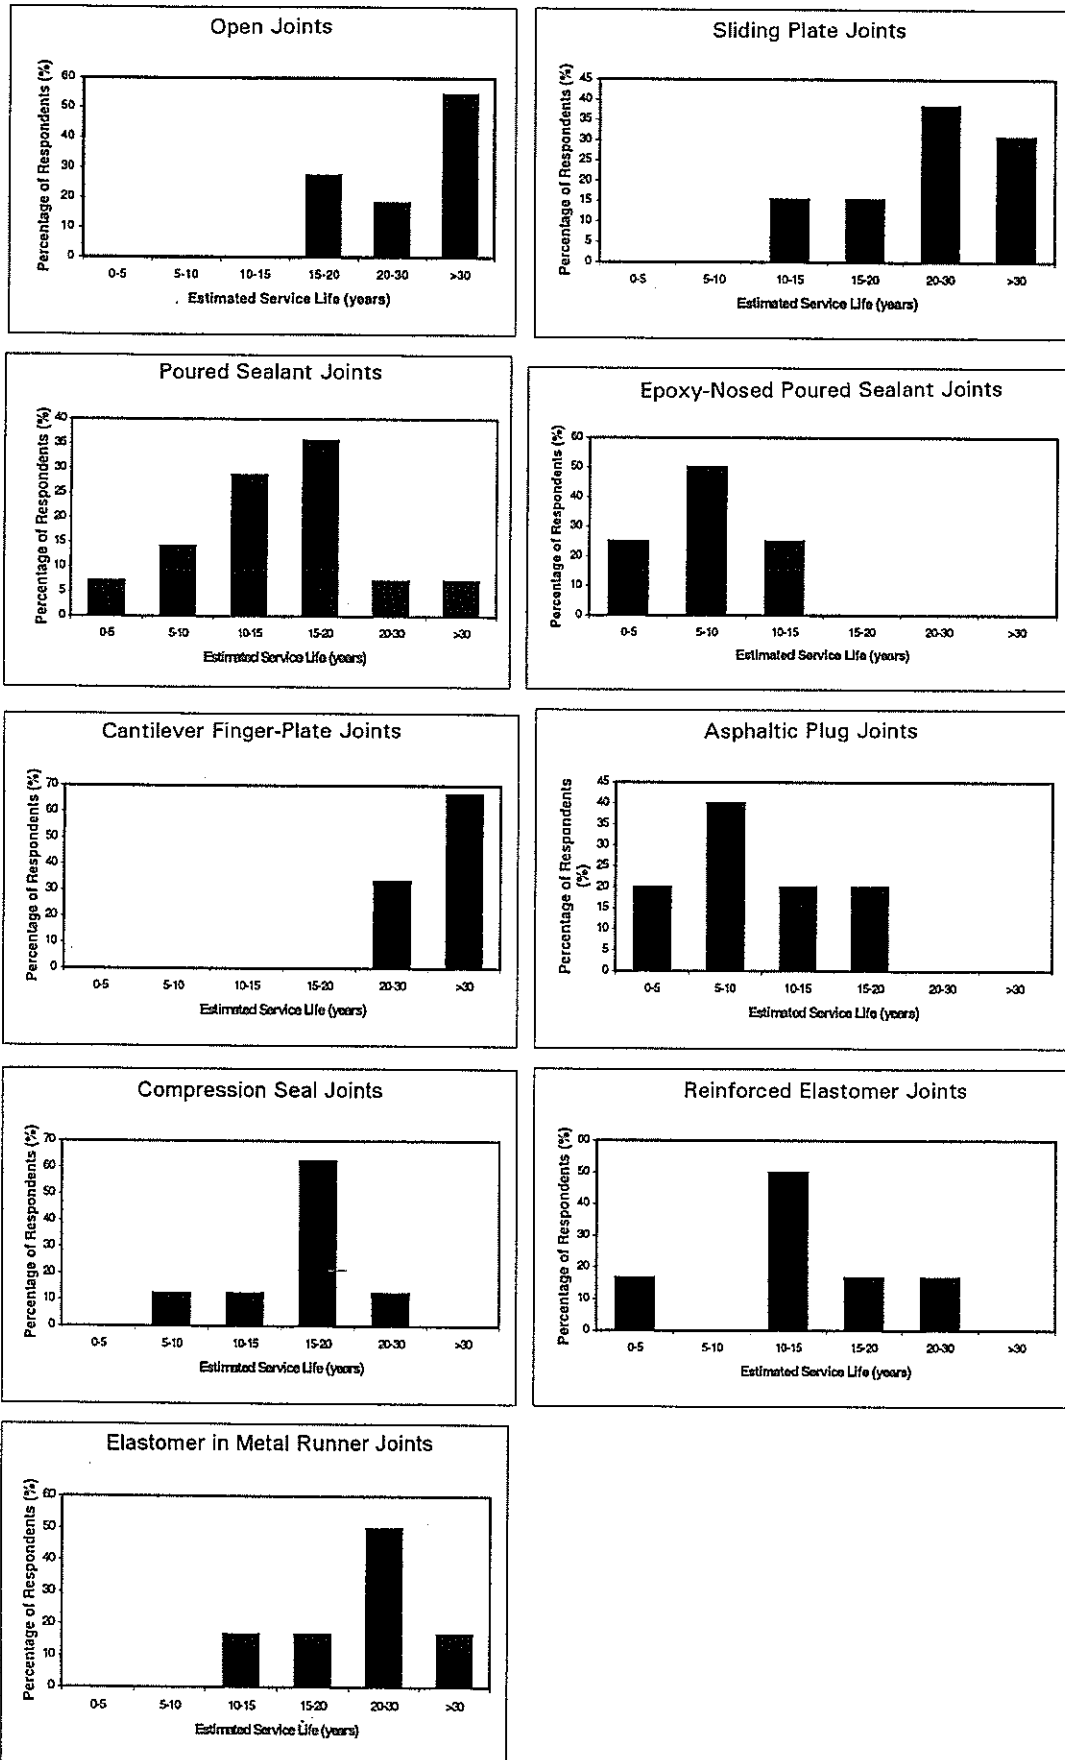 Open Joints
Percentage of Respondents (%)
60
50
40
30
20
10
0
0-5 5-10 10-15 15-20 20-30 >30
Estimated Service Life (years)
Sliding Plate Joints
Percentage of Respondents (%)
45
40
35
30
25
20
15
10
5
0
0-5 5-10 10-15 15-20 20-30 >30
Estimated Service Life (years)
Poured Sealant Joints
Percentage of Respondents (%)
40
35
30
25
20
15
10
5
0
0-5 5-10 10-15 15-20 20-30 >30
Estimated Service Life (years)
Epoxy-Nosed Poured Sealant Joints
Percentage of Respondents (%)
60
50
40
30
20
10
0
0-5 5-10 10-15 15-20 20-30 >30
Estimated Service Life (years)
Cantilever Finger-Plate Joints
Percentage of Respondents (%)
70
60
50
40
30
20
10
0
0-5 5-10 10-15 15-20 20-30 >30
Estimated Service Life (years)
Asphaltic Plug Joints
Percentage of Respondents
(%)
45
40
35
30
25
20
15
10
5
0
0-5 5-10 10-15 15-20 20-30 >30
Estimated Service Life (years)
Compression Seal Joints
Percentage of Respondents (%)
70
60
50
40
30
20
10
0
0-5 5-10 10-15 15-20 20-30 >30
Estimated Service Life (years)
Reinforced Elastomer Joints
Percentage of Respondents (%)
60
50
40
30
20
10
0
0-5 5-10 10-15 15-20 20-30 >30
Estimated Service Life (years)
Elastomer in Metal Runner Joints
Percentage of Respondents (%)
60
50
40
30
20
10
0
0-5 5-10 10-15 15-20 20-30 >30
Estimated Service Life (years)